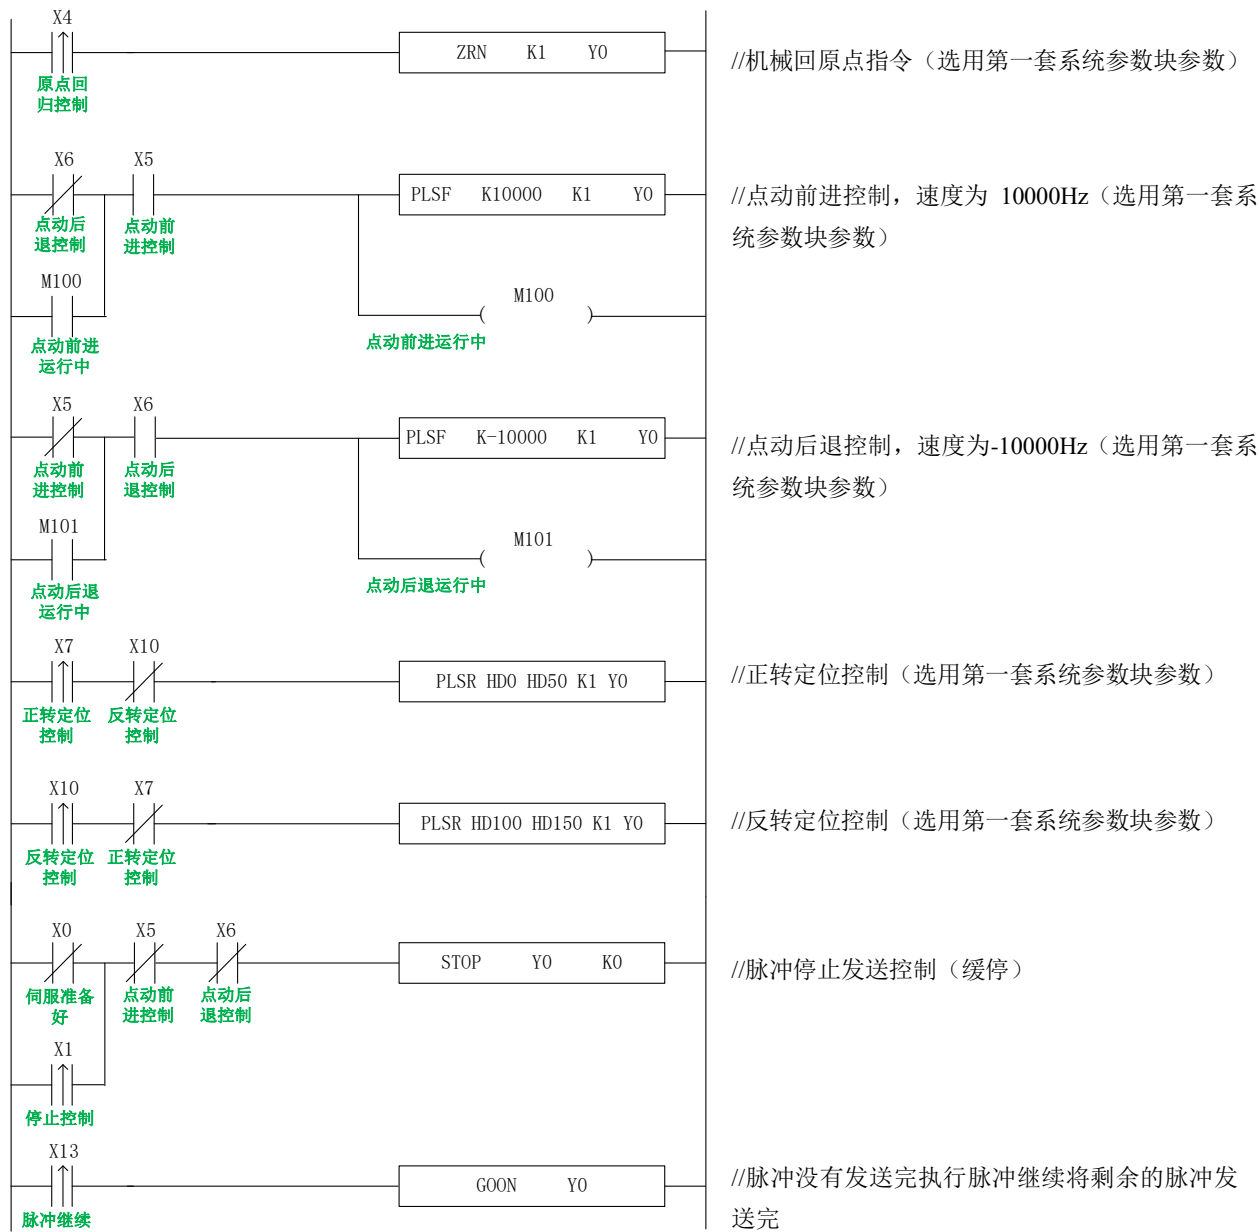 X4
ZRN K1 Y0
//机械回原点指令（选用第一套系统参数块参数）
原点回
归控制
X6 X5
PLSF K10000 K1 Y0
//点动前进控制，速度为 10000Hz（选用第一套系
统参数块参数）
点动后
退控制
点动前
进控制
M100
M100
( )
点动前进
运行中
点动前进运行中
X5 X6
PLSF K-10000 K1 Y0
//点动后退控制，速度为-10000Hz（选用第一套系
统参数块参数）
点动前
进控制
点动后
退控制
M101
M101
( )
点动后退
运行中
点动后退运行中
X7 X10
PLSR HD0 HD50 K1 Y0
//正转定位控制（选用第一套系统参数块参数）
正转定位
控制
反转定位
控制
X10 X7
PLSR HD100 HD150 K1 Y0
//反转定位控制（选用第一套系统参数块参数）
反转定位
控制
正转定位
控制
X0 X5 X6
STOP Y0 K0
//脉冲停止发送控制（缓停）
伺服准备
好
点动前
进控制
点动后
退控制
X1
停止控制
X13
GOON Y0
//脉冲没有发送完执行脉冲继续将剩余的脉冲发
送完
脉冲继续